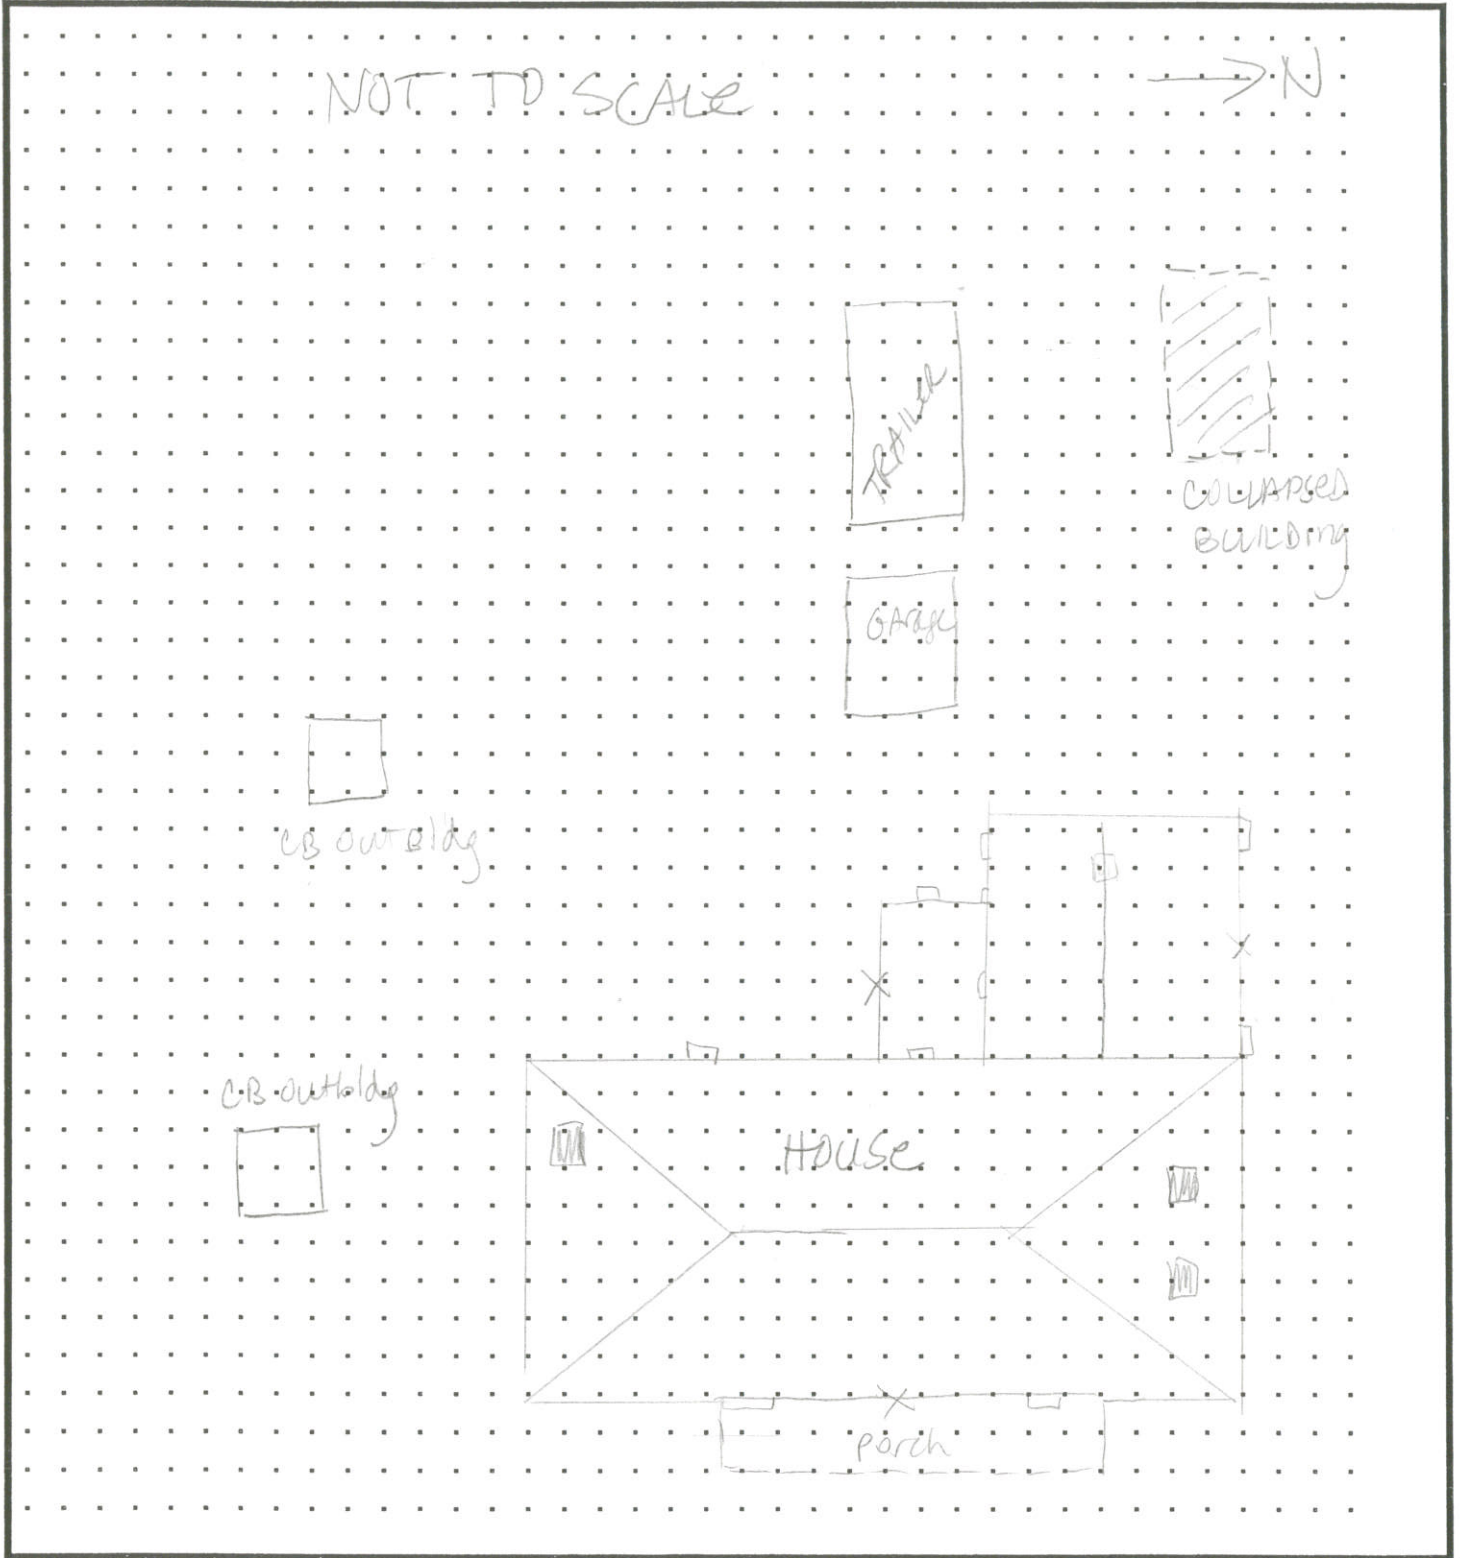 NOT TO SCALE
→N
TRAILER
COLLAPSED
BUILDing
GArage
CB OutBldg
CB Outbldg
House
porch